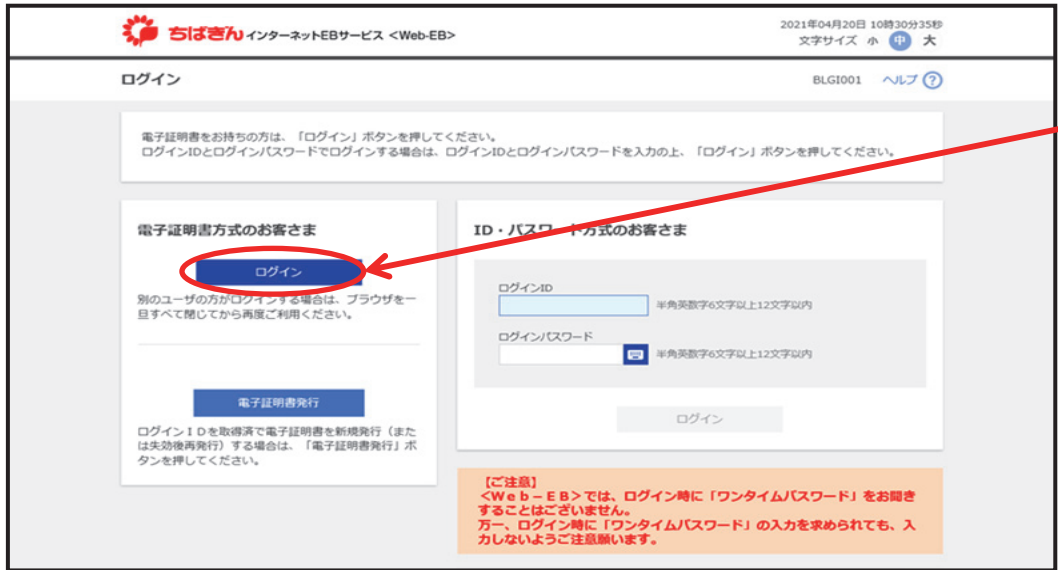 ちばぎん インターネットEBサービス <Web-EB>
2021年04月20日 10時30分35秒
文字サイズ 小 中 大
ログイン
BLGI001 ヘルプ ?
電子証明書をお持ちの方は、「ログイン」ボタンを押してください。
ログインIDとログインパスワードでログインする場合は、ログインIDとログインパスワードを入力の上、「ログイン」ボタンを押してください。
電子証明書方式のお客さま
ログイン
別のユーザの方がログインする場合は、ブラウザを一
旦すべて閉じてから再度ご利用ください。
電子証明書発行
ログインIDを取得済で電子証明書を新規発行（また
は失効後再発行）する場合は、「電子証明書発行」ボ
タンを押してください。
ID・パスワード方式のお客さま
ログインID
半角英数字6文字以上12文字以内
ログインパスワード
半角英数字6文字以上12文字以内
ログイン
【ご注意】
<Web－EB>では、ログイン時に「ワンタイムパスワード」をお聞き
することはございません。
万一、ログイン時に「ワンタイムパスワード」の入力を求められても、入
力しないようご注意願います。